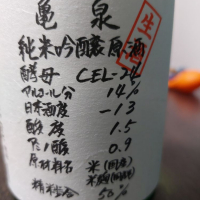 亀泉
純米吟醸原酒
生酒
酵母 CEL-24
アルコール分 14%
日本酒度 -13
酸度 1.5
アミノ酸 0.9
原材料名 米(国産)
米麹(国産米)
精米歩合 50%